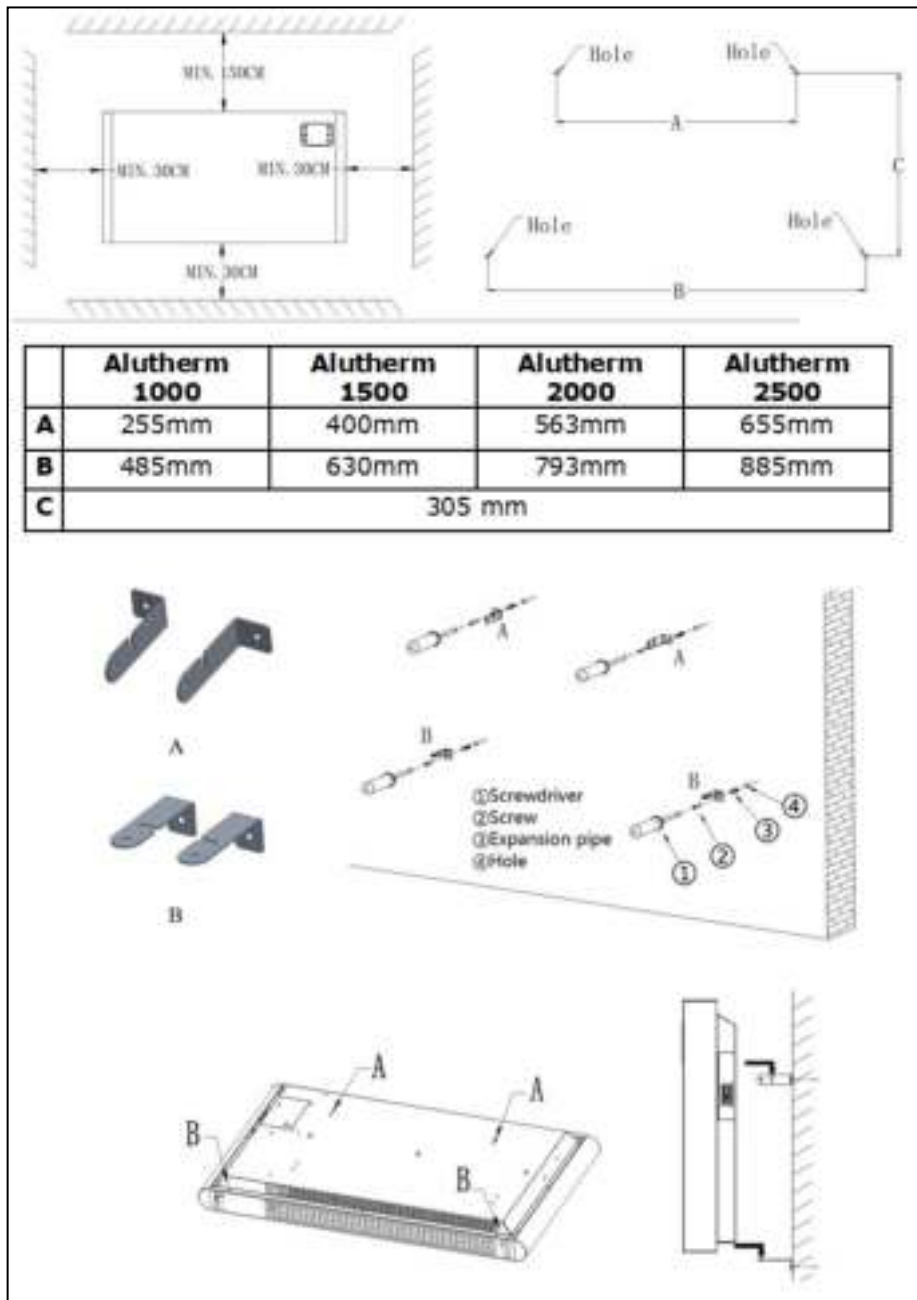 MIN. 150CM
MIN. 30CM
MIN. 30CM
MIN. 30CM
Hole
Hole
A
C
Hole
Hole
B
Alutherm 1000 Alutherm 1500 Alutherm 2000 Alutherm 2500
A 255mm 400mm 563mm 655mm
B 485mm 630mm 793mm 885mm
C 305 mm
A
A
A
B
B
B
①Screwdriver
②Screw
③Expansion pipe
④Hole
①
②
③
④
A
A
B
B